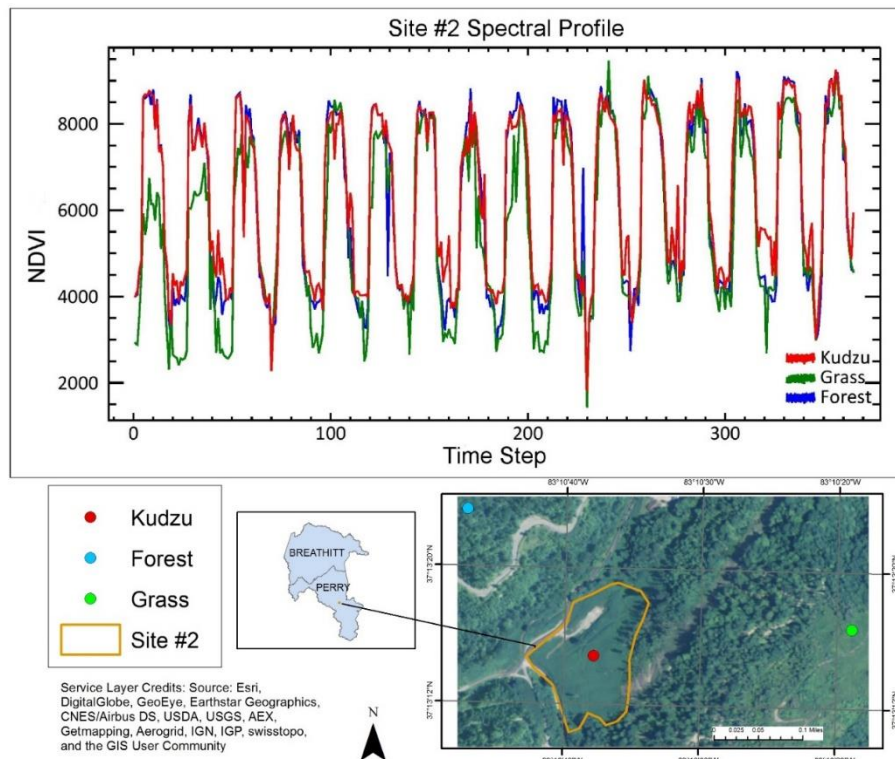 Site #2 Spectral Profile
8000
6000
4000
2000
NDVI
0
100
200
300
Time Step
Kudzu
Grass
Forest
Kudzu
Forest
Grass
Site #2
BREATHITT
PERRY
83°10'40"W
83°10'30"W
83°10'20"W
37°13'20"N
37°13'12"N
0 0.025 0.05 0.1 Miles
Service Layer Credits: Source: Esri,
DigitalGlobe, GeoEye, Earthstar Geographics,
CNES/Airbus DS, USDA, USGS, AEX,
Getmapping, Aerogrid, IGN, IGP, swisstopo,
and the GIS User Community
N